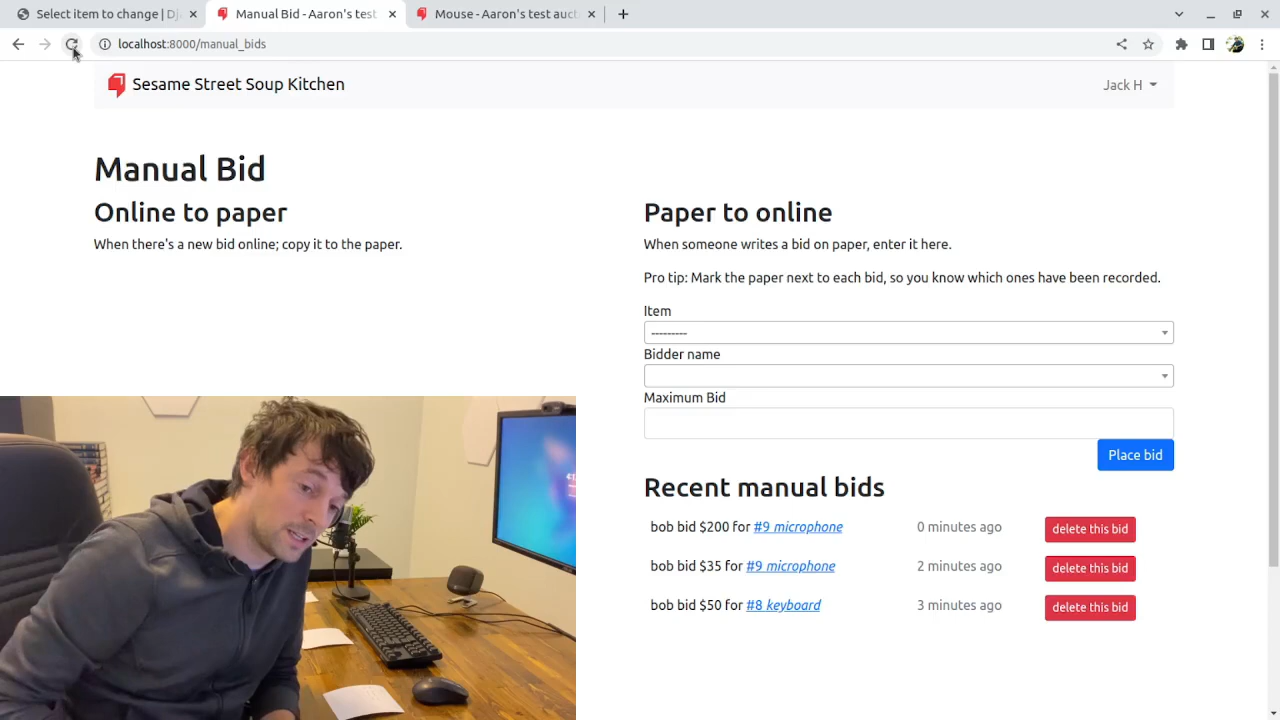 Select item to change | Dj
Manual Bid - Aaron's test
Mouse - Aaron's test auct
localhost:8000/manual_bids
Sesame Street Soup Kitchen
Jack H
Manual Bid
Online to paper
When there's a new bid online; copy it to the paper.
Paper to online
When someone writes a bid on paper, enter it here.
Pro tip: Mark the paper next to each bid, so you know which ones have been recorded.
Item
---------
Bidder name
Maximum Bid
Place bid
Recent manual bids
bob bid $200 for #9 microphone 0 minutes ago delete this bid
bob bid $35 for #9 microphone 2 minutes ago delete this bid
bob bid $50 for #8 keyboard 3 minutes ago delete this bid